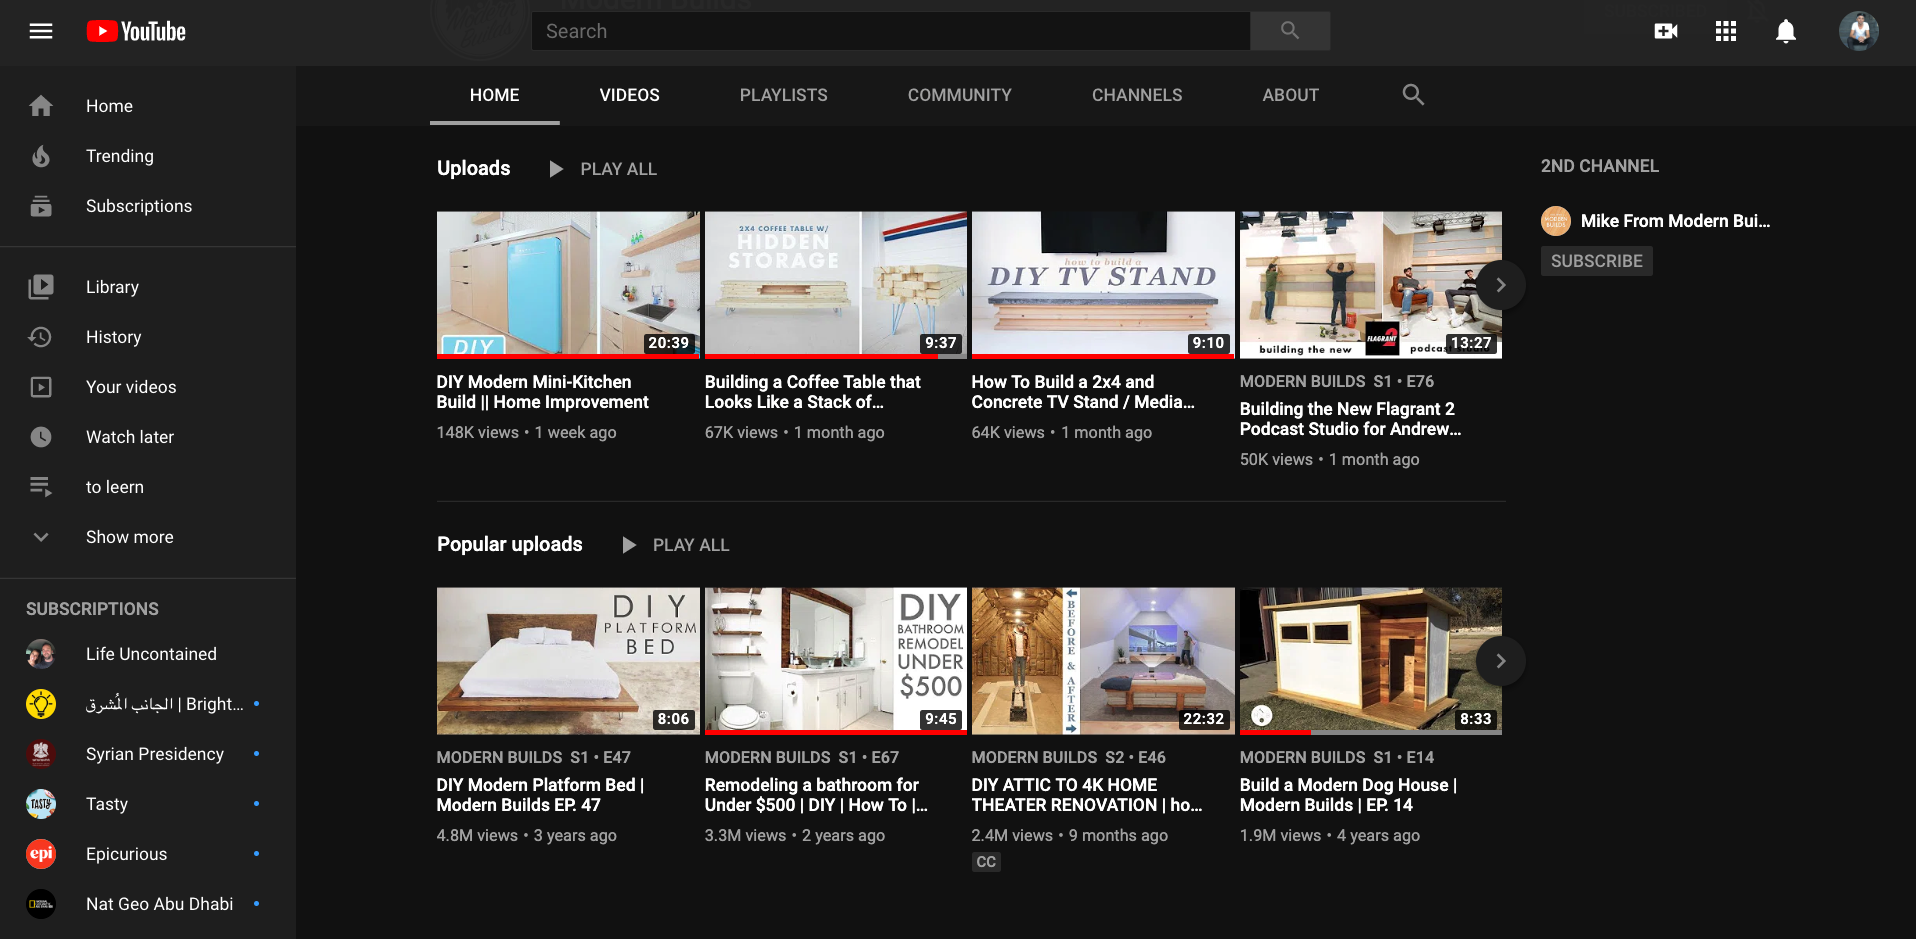 YouTube
Modern Builds
Search
Home
Trending
Subscriptions
Library
History
Your videos
Watch later
to leern
Show more
SUBSCRIPTIONS
Life Uncontained
الجانب المُشرق | Bright...
Syrian Presidency
TASTY
Tasty
epi
Epicurious
Nat Geo Abu Dhabi
HOME
VIDEOS
PLAYLISTS
COMMUNITY
CHANNELS
ABOUT
Uploads
PLAY ALL
DIY
20:39
DIY Modern Mini-Kitchen
Build || Home Improvement
148K views • 1 week ago
2X4 COFFEE TABLE W/
HIDDEN
STORAGE
9:37
Building a Coffee Table that
Looks Like a Stack of...
67K views • 1 month ago
how to build a
DIY TV STAND
9:10
How To Build a 2x4 and
Concrete TV Stand / Media...
64K views • 1 month ago
building the new
FLAGRANT
2
podcast studio
13:27
MODERN BUILDS S1 • E76
Building the New Flagrant 2
Podcast Studio for Andrew...
50K views • 1 month ago
Popular uploads
PLAY ALL
DIY
PLATFORM
BED
8:06
MODERN BUILDS S1 • E47
DIY Modern Platform Bed |
Modern Builds EP. 47
4.8M views • 3 years ago
DIY
BATHROOM
REMODEL
UNDER
$500
9:45
MODERN BUILDS S1 • E67
Remodeling a bathroom for
Under $500 | DIY | How To |...
3.3M views • 2 years ago
BEFORE & AFTER
22:32
MODERN BUILDS S2 • E46
DIY ATTIC TO 4K HOME
THEATER RENOVATION | ho...
2.4M views • 9 months ago
CC
8:33
MODERN BUILDS S1 • E14
Build a Modern Dog House |
Modern Builds | EP. 14
1.9M views • 4 years ago
2ND CHANNEL
MODERN
BUILDS
Mike From Modern Bui...
SUBSCRIBE